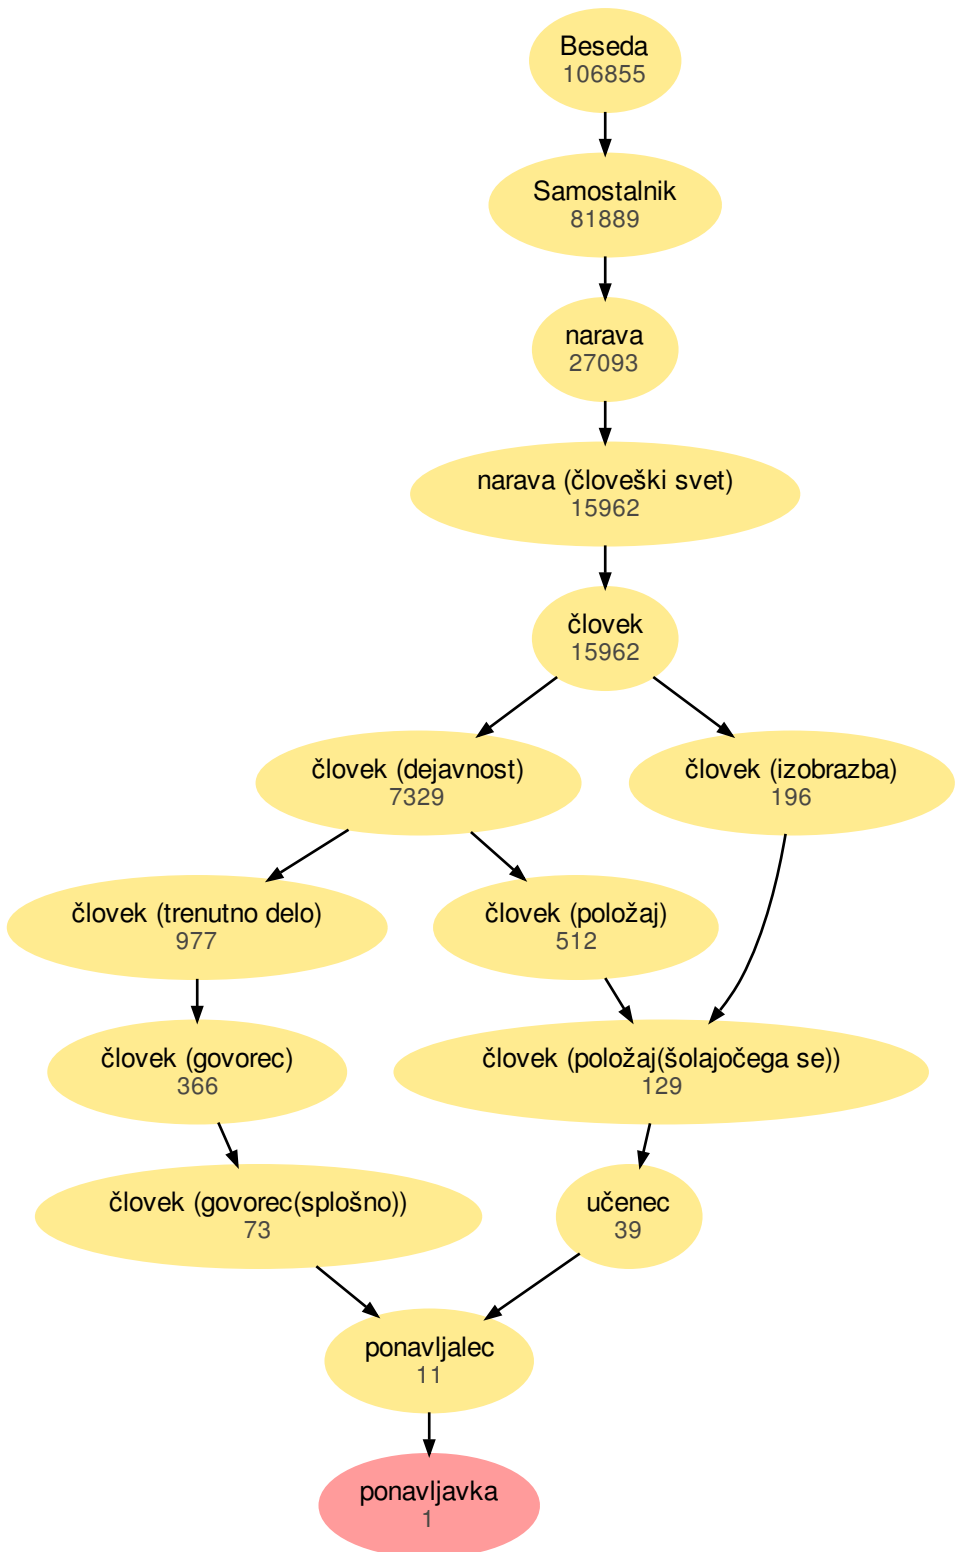 Beseda
106855
Samostalnik
81889
narava
27093
narava (človeški svet)
15962
človek
15962
človek (dejavnost)
7329
človek (izobrazba)
196
človek (trenutno delo)
977
človek (položaj)
512
človek (govorec)
366
človek (položaj(šolajočega se))
129
človek (govorec(splošno))
73
učenec
39
ponavljalec
11
ponavljavka
1